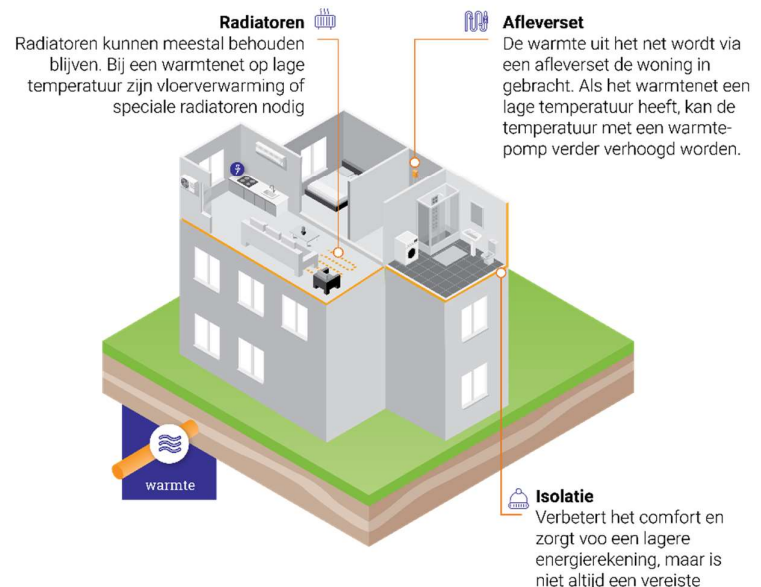 Radiatoren
Radiatoren kunnen meestal behouden
blijven. Bij een warmtenet op lage
temperatuur zijn vloerverwarming of
speciale radiatoren nodig
Afleverset
De warmte uit het net wordt via
een afleverset de woning in
gebracht. Als het warmtenet een
lage temperatuur heeft, kan de
temperatuur met een warmte-
pomp verder verhoogd worden.
warmte
Isolatie
Verbetert het comfort en
zorgt voo een lagere
energierekening, maar is
niet altijd een vereiste